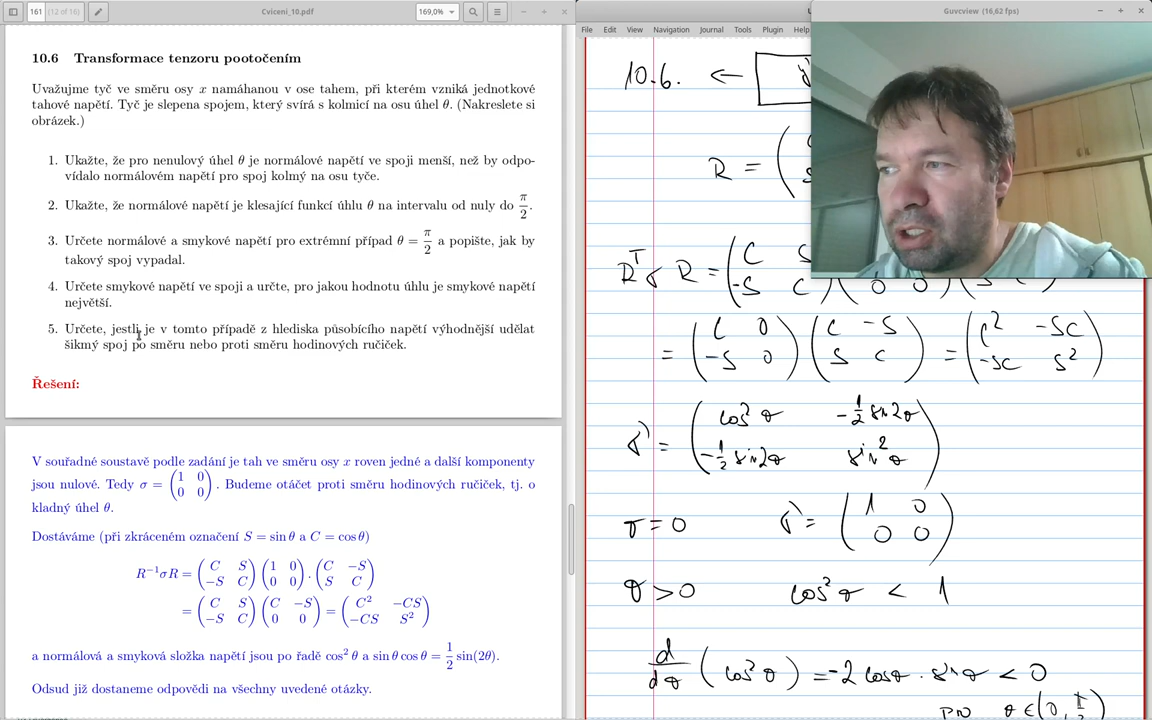 161 (12 of 16) Cviceni_10.pdf 169,0%
10.6 Transformace tenzoru pootočením
Uvažujme tyč ve směru osy x namáhanou v ose tahem, při kterém vzniká jednotkové
tahové napětí. Tyč je slepena spojem, který svírá s kolmicí na osu úhel θ. (Nakreslete si
obrázek.)
1. Ukažte, že pro nenulový úhel θ je normálové napětí ve spoji menší, než by odpo-
vídalo normálovém napětí pro spoj kolmý na osu tyče.
2. Ukažte, že normálové napětí je klesající funkcí úhlu θ na intervalu od nuly do π/2.
3. Určete normálové a smykové napětí pro extrémní případ θ = π/2 a popište, jak by
takový spoj vypadal.
4. Určete smykové napětí ve spoji a určte, pro jakou hodnotu úhlu je smykové napětí
největší.
5. Určete, jestli je v tomto případě z hlediska působícího napětí výhodnější udělat
šikmý spoj po směru nebo proti směru hodinových ručiček.
Řešení:
V souřadné soustavě podle zadání je tah ve směru osy x roven jedné a další komponenty
jsou nulové. Tedy σ = (1 0; 0 0). Budeme otáčet proti směru hodinových ručiček, tj. o
kladný úhel θ.
Dostáváme (při zkráceném označení S = sin θ a C = cos θ)
R⁻¹σR = (C S; −S C) (1 0; 0 0) . (C −S; S C)
= (C S; −S C) (C −S; 0 0) = (C² −CS; −CS S²)
a normálová a smyková složka napětí jsou po řadě cos² θ a sin θ cos θ = 1/2 sin(2θ).
Odsud již dostaneme odpovědi na všechny uvedené otázky.
File Edit View Navigation Journal Tools Plugin Help
Guvcview (16,62 fps)
10.6. ←
R = (
Rᵀ σ R = (C S; −S C)
= (C 0; −S 0) (C −S; S C) = (C² −SC; −SC S²)
σ' = (cos² θ −1/2 sin 2θ; −1/2 sin 2θ sin² θ)
θ = 0 σ' = (1 0; 0 0)
θ > 0 cos² θ < 1
d/dθ (cos² θ) = −2 cos θ · sin θ < 0
pro θ ∈ (0, π/2)